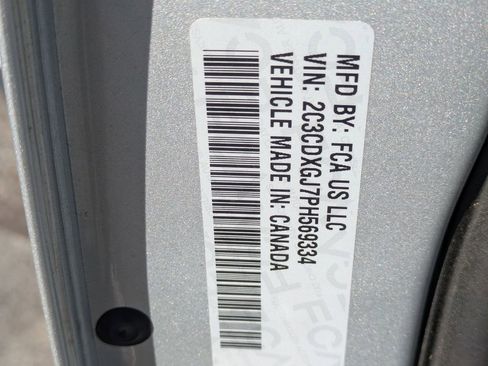 MFD BY: FCA US LLC
VIN: 2C3CDXGJ7PH569334
VEHICLE MADE IN: CANADA